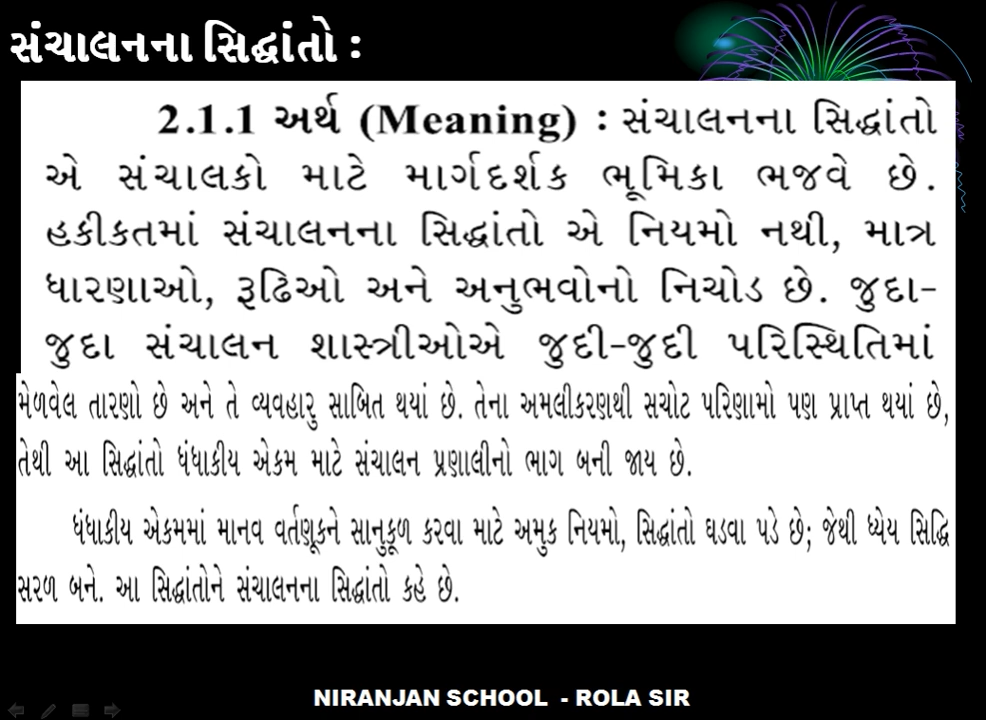 સંચાલનના સિદ્ધાંતો :
2.1.1 અર્થ (Meaning) : સંચાલનના સિદ્ધાંતો
એ સંચાલકો માટે માર્ગદર્શક ભૂમિકા ભજવે છે.
હકીકતમાં સંચાલનના સિદ્ધાંતો એ નિયમો નથી, માત્ર
ધારણાઓ, રૂઢિઓ અને અનુભવોનો નિચોડ છે. જુદા-
જુદા સંચાલન શાસ્ત્રીઓએ જુદી-જુદી પરિસ્થિતિમાં
મેળવેલ તારણો છે અને તે વ્યવહારુ સાબિત થયાં છે. તેના અમલીકરણથી સચોટ પરિણામો પણ પ્રાપ્ત થયાં છે,
તેથી આ સિદ્ધાંતો ધંધાકીય એકમ માટે સંચાલન પ્રણાલીનો ભાગ બની જાય છે.
ધંધાકીય એકમમાં માનવ વર્તણૂકને સાનુકૂળ કરવા માટે અમુક નિયમો, સિદ્ધાંતો ઘડવા પડે છે; જેથી ધ્યેય સિદ્ધિ
સરળ બને. આ સિદ્ધાંતોને સંચાલનના સિદ્ધાંતો કહે છે.
NIRANJAN SCHOOL - ROLA SIR